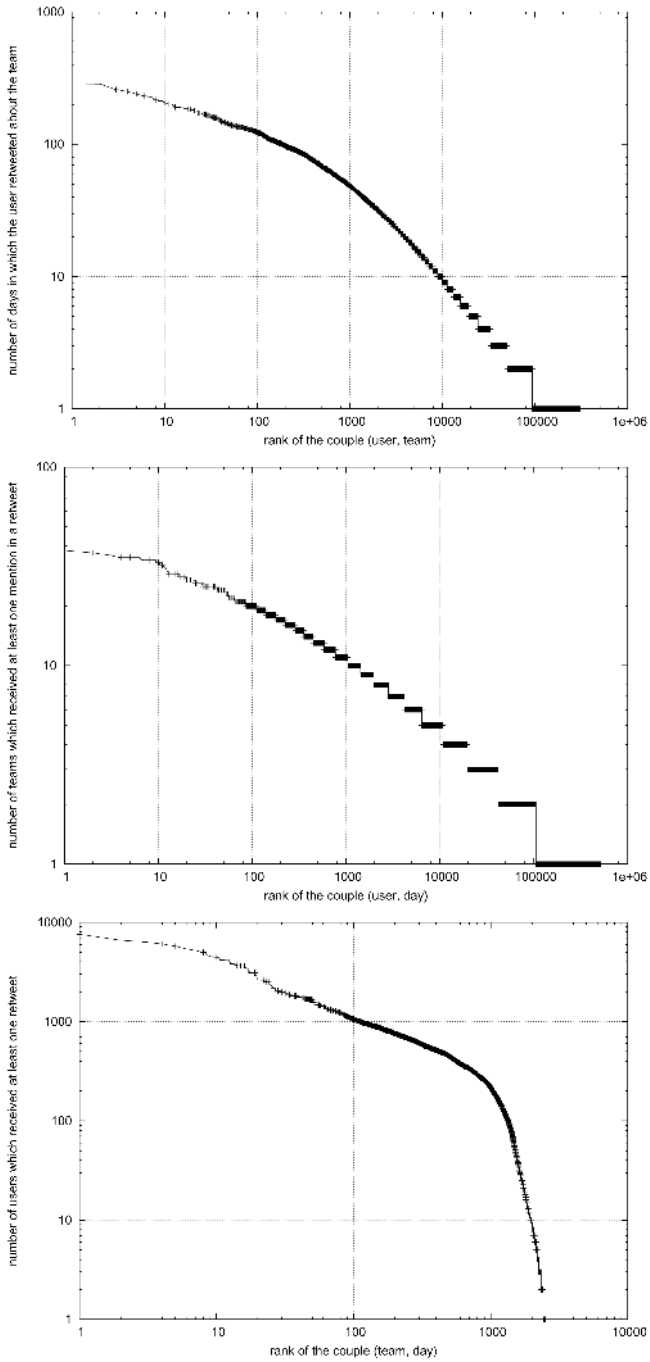 1000
100
10
1
number of days in which the user retweeted about the team
1 10 100 1000 10000 100000 1e+06
rank of the couple (user, team)
100
10
1
number of teams which received at least one mention in a retweet
1 10 100 1000 10000 100000 1e+06
rank of the couple (user, day)
10000
1000
100
10
1
number of users which received at least one retweet
1 10 100 1000 10000
rank of the couple (team, day)